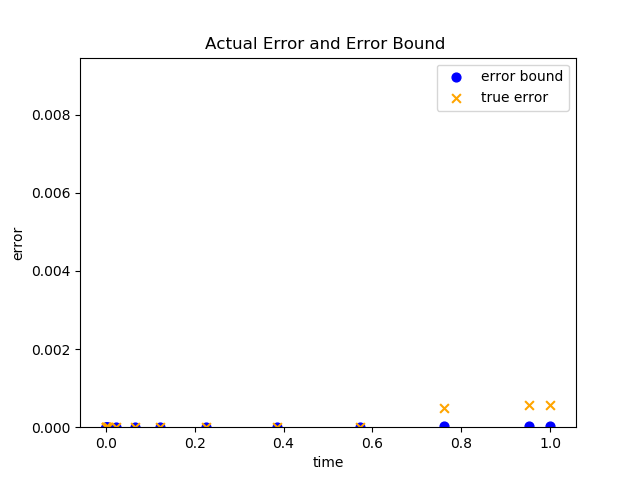 Actual Error and Error Bound
error bound
true error
0.008
0.006
0.004
0.002
0.000
error
0.0 0.2 0.4 0.6 0.8 1.0
time